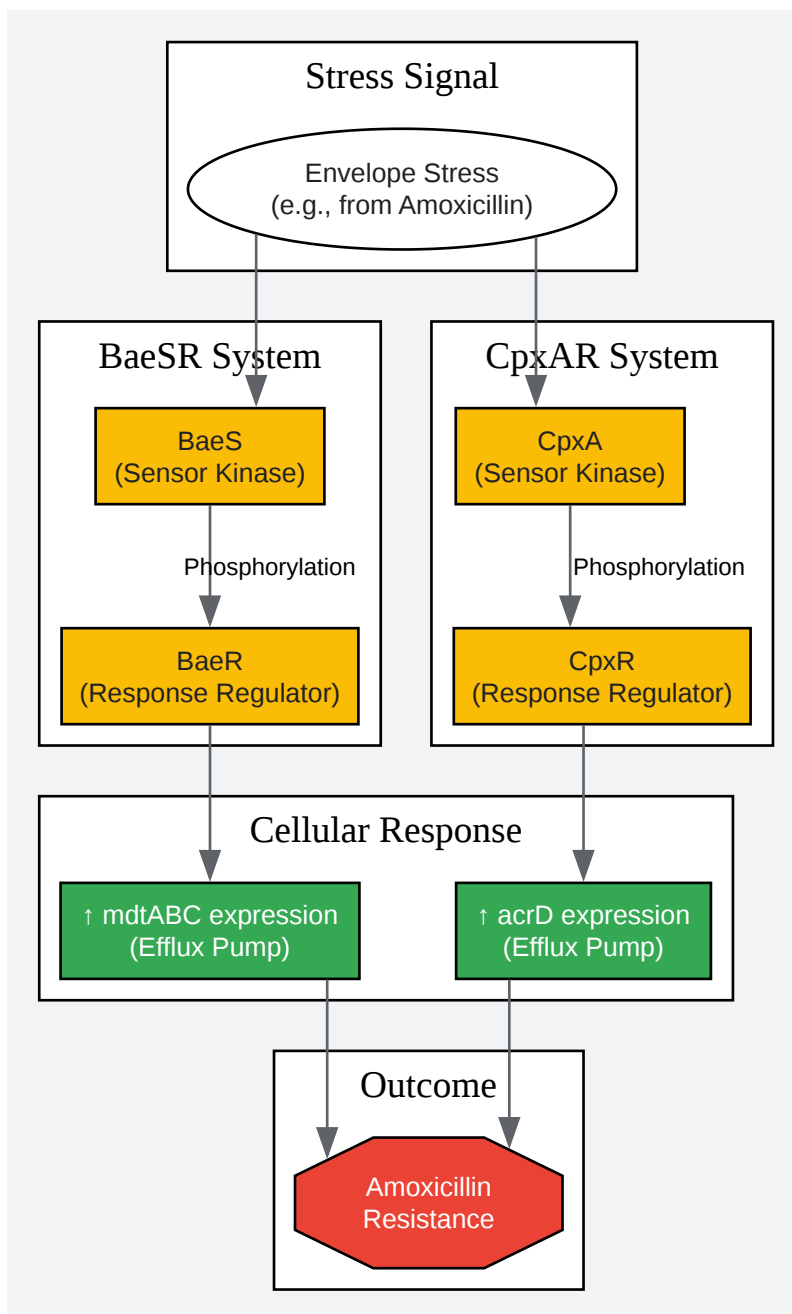 Stress Signal
Envelope Stress
(e.g., from Amoxicillin)
BaeSR System
BaeS
(Sensor Kinase)
Phosphorylation
BaeR
(Response Regulator)
CpxAR System
CpxA
(Sensor Kinase)
Phosphorylation
CpxR
(Response Regulator)
Cellular Response
↑ mdtABC expression
(Efflux Pump)
↑ acrD expression
(Efflux Pump)
Outcome
Amoxicillin
Resistance